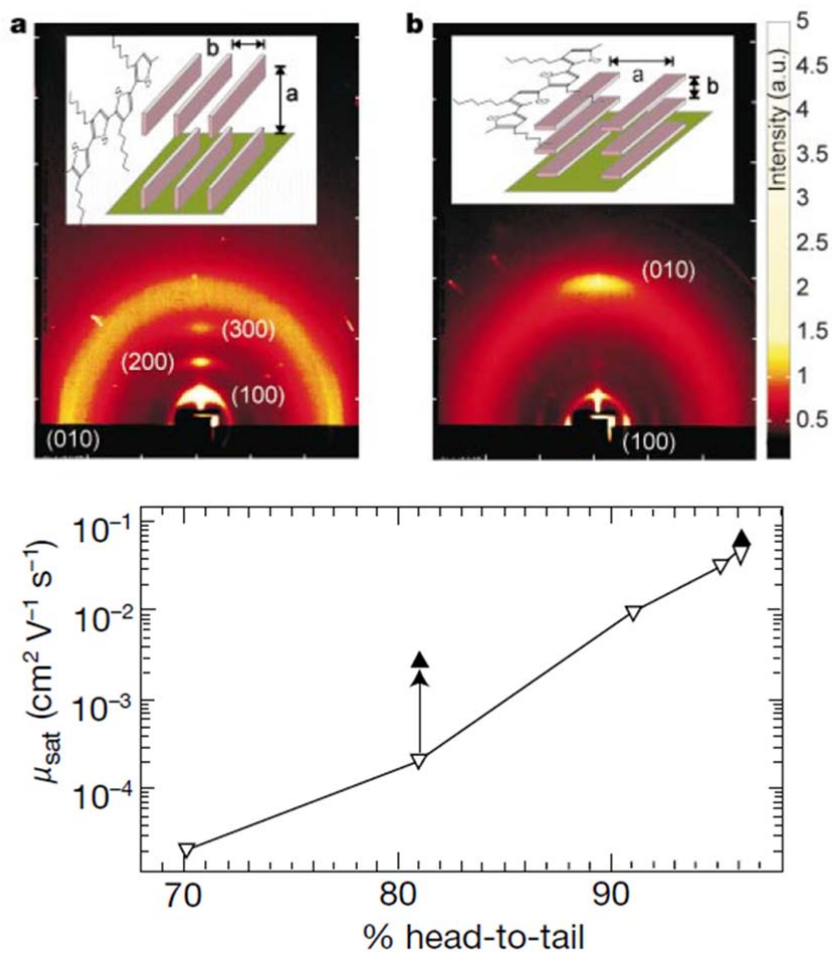 a
b
a
b
a
b
(300)
(200)
(100)
(010)
(010)
(100)
Intensity (a.u.)
5
4.5
4
3.5
3
2.5
2
1.5
1
0.5
10⁻¹
10⁻²
10⁻³
10⁻⁴
μsat (cm² V⁻¹ s⁻¹)
70
80
90
% head-to-tail